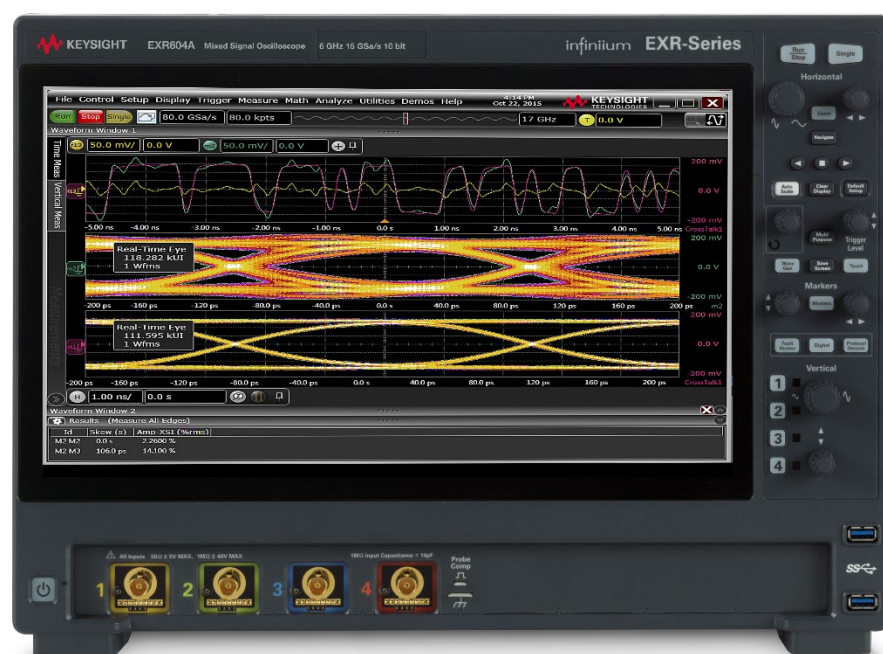 KEYSIGHT EXR604A Mixed Signal Oscilloscope 6 GHz 16 GSa/s 10 bit infiniium EXR-Series
File Control Setup Display Trigger Measure Math Analyze Utilities Demos Help 4:14 PM
Oct 22, 2015
KEYSIGHT
TECHNOLOGIES
Run Stop Single 80.0 GSa/s 80.0 kpts 17 GHz T 0.0 V
Waveform Window 1
Time Meas
Vertical Meas
50.0 mV/ 0.0 V m2 50.0 mV/ 0.0 V
200 mV
0.0 V
-200 mV
-5.00 ns -4.00 ns -3.00 ns -2.00 ns -1.00 ns 0.0 s 1.00 ns 2.00 ns 3.00 ns 4.00 ns 5.00 ns CrossTalk1
200 mV
Real-Time Eye
118.282 kUI
1 Wfms
0.0 V
-200 mV
-200 ps -160 ps -120 ps -80.0 ps -40.0 ps 0.0 s 40.0 ps 80.0 ps 120 ps 160 ps 200 ps m2
200 mV
Real-Time Eye
111.595 kUI
1 Wfms
0.0 V
-200 mV
-200 ps -160 ps -120 ps -80.0 ps -40.0 ps 0.0 s 40.0 ps 80.0 ps 120 ps 160 ps 200 ps CrossTalk1
H 1.00 ns/ 0.0 s
Waveform Window 2
Results (Measure All Edges)
Id Skew (s) Amp XSI (%rms)
M2 M2 0.0 s 2.2600 %
M2 M3 106.0 ps 14.100 %
Run
Stop
Single
Horizontal
Zoom
Navigate
Auto
Scale
Clear
Display
Default
Setup
Multi
Purpose
Trigger
Level
Wave
Gen
Save
Screen
Touch
Markers
Markers
Fault
Hunter
Digital
Protocol
Decode
Vertical
1
2
3
4
All Inputs 50Ω ± 5V MAX, 1MΩ ± 40V MAX
1MΩ Input Capacitance = 14pF
Probe
Comp
1 2 3 4
SS